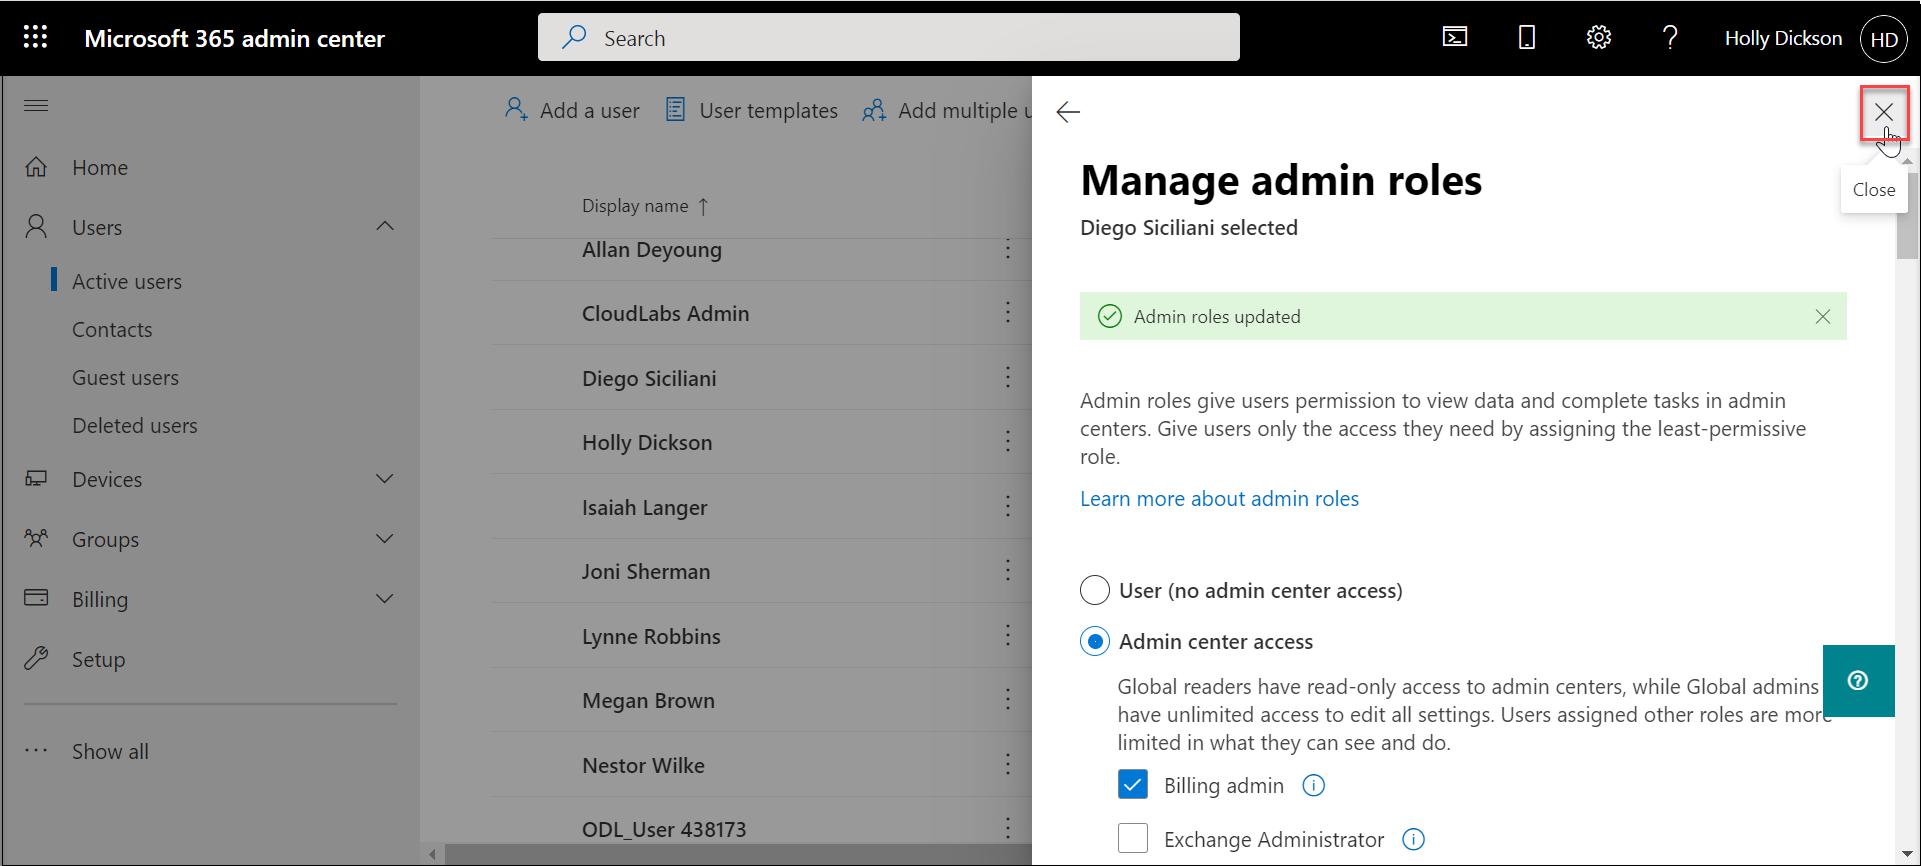 Microsoft 365 admin center
Search
Holly Dickson
HD
Home
Users
Active users
Contacts
Guest users
Deleted users
Devices
Groups
Billing
Setup
Show all
Add a user
User templates
Add multiple u
Display name ↑
Allan Deyoung
CloudLabs Admin
Diego Siciliani
Holly Dickson
Isaiah Langer
Joni Sherman
Lynne Robbins
Megan Brown
Nestor Wilke
ODL_User 438173
Close
Manage admin roles
Diego Siciliani selected
Admin roles updated
Admin roles give users permission to view data and complete tasks in admin
centers. Give users only the access they need by assigning the least-permissive
role.
Learn more about admin roles
User (no admin center access)
Admin center access
Global readers have read-only access to admin centers, while Global admins
have unlimited access to edit all settings. Users assigned other roles are more
limited in what they can see and do.
Billing admin
Exchange Administrator